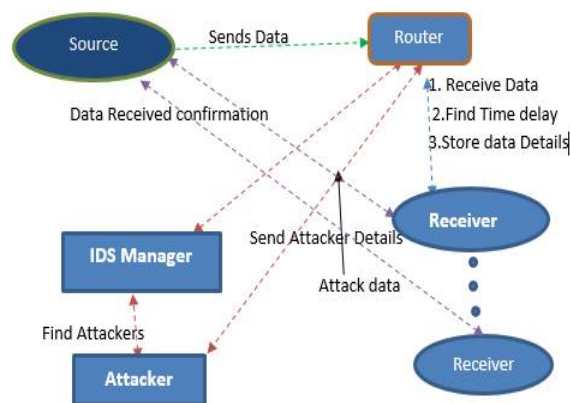 Source
Sends Data
Router
1. Receive Data
2.Find Time delay
3.Store data Details
Data Received confirmation
Receiver
Send Attacker Details
IDS Manager
Attack data
Find Attackers
Receiver
Attacker